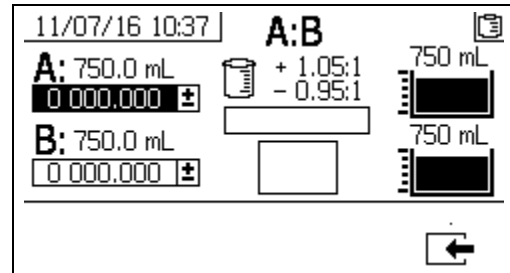 11/07/16 10:37
A:B
A: 750.0 mL
0 000.000 ±
+ 1.05:1
- 0.95:1
750 mL
B: 750.0 mL
0 000.000 ±
750 mL